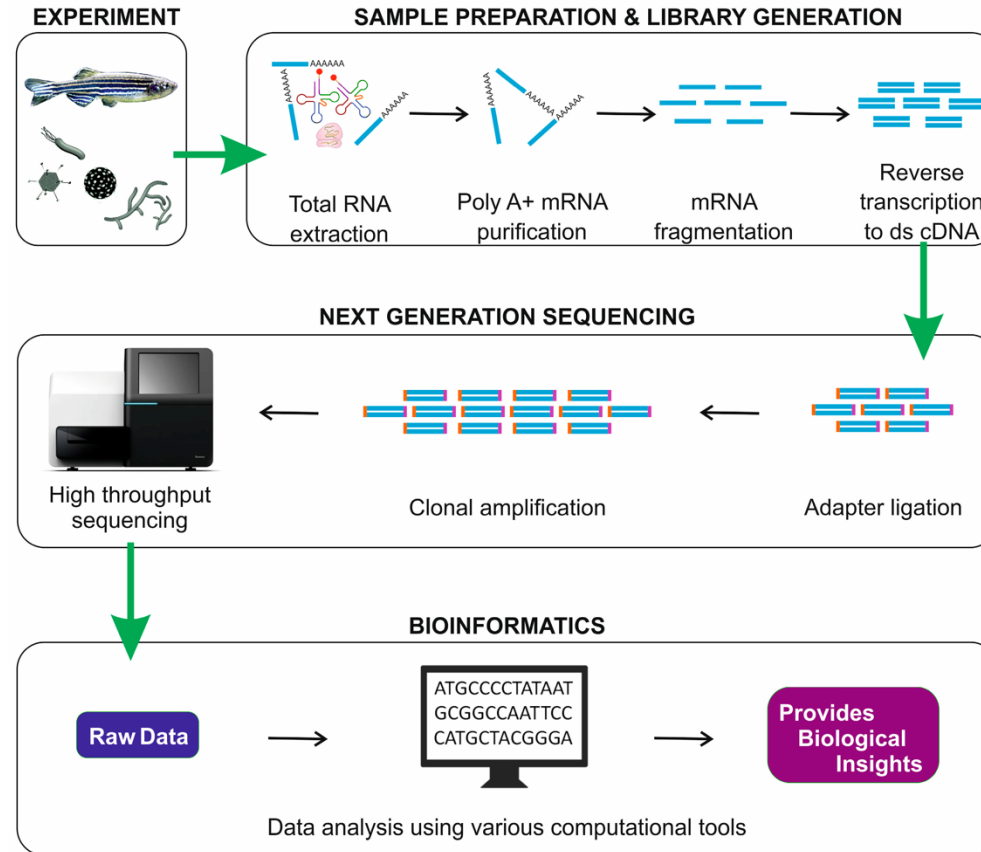 EXPERIMENT
SAMPLE PREPARATION & LIBRARY GENERATION
AAAAAA
AAAAAA
AAAAAA
AAAAAA
AAAAAA
Total RNA
extraction
Poly A+ mRNA
purification
mRNA
fragmentation
Reverse
transcription
to ds cDNA
NEXT GENERATION SEQUENCING
High throughput
sequencing
Clonal amplification
Adapter ligation
BIOINFORMATICS
Raw Data
ATGCCCCTATAAT
GCGGCCAATTCC
CATGCTACGGGA
Provides
Biological
Insights
Data analysis using various computational tools